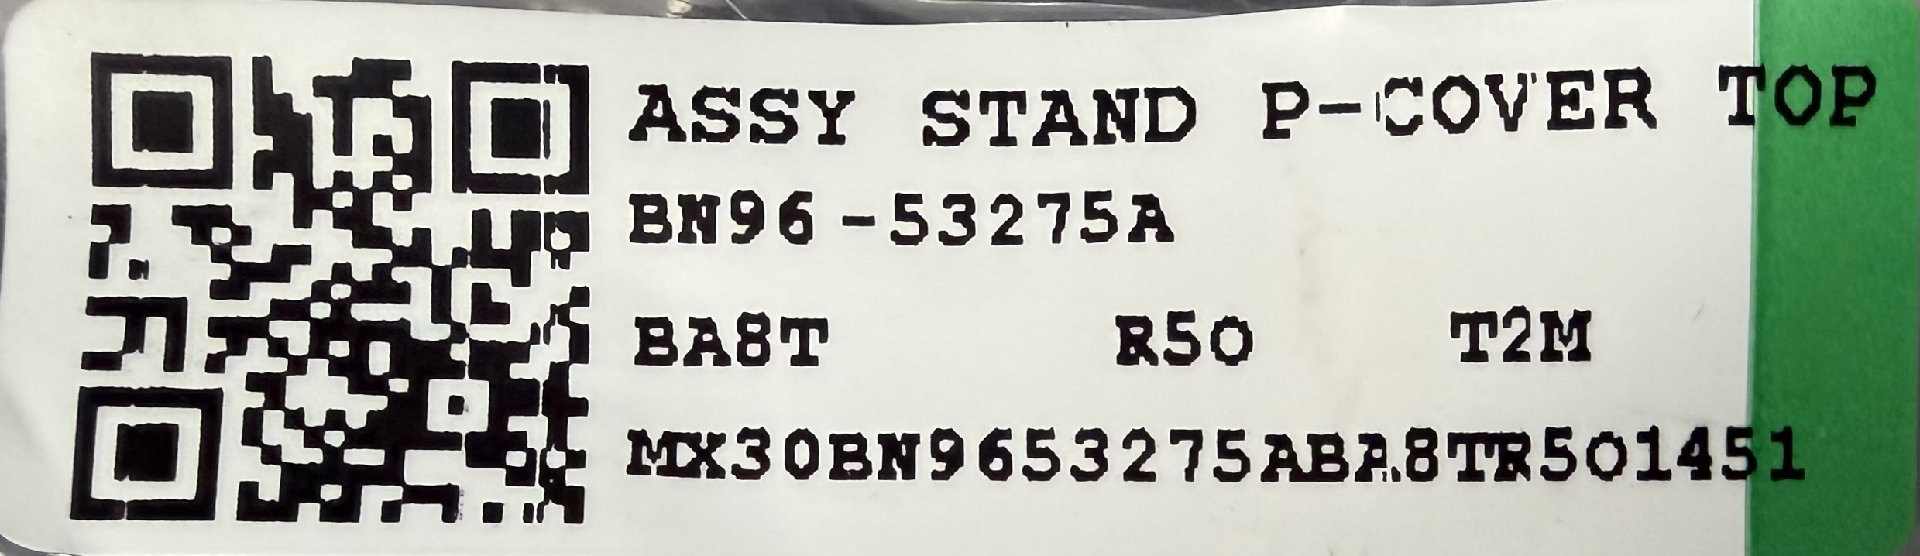 ASSY STAND P-COVER TOP
BN96-53275A
BA8T R50 T2M
MX30BN9653275ABA8TR501451